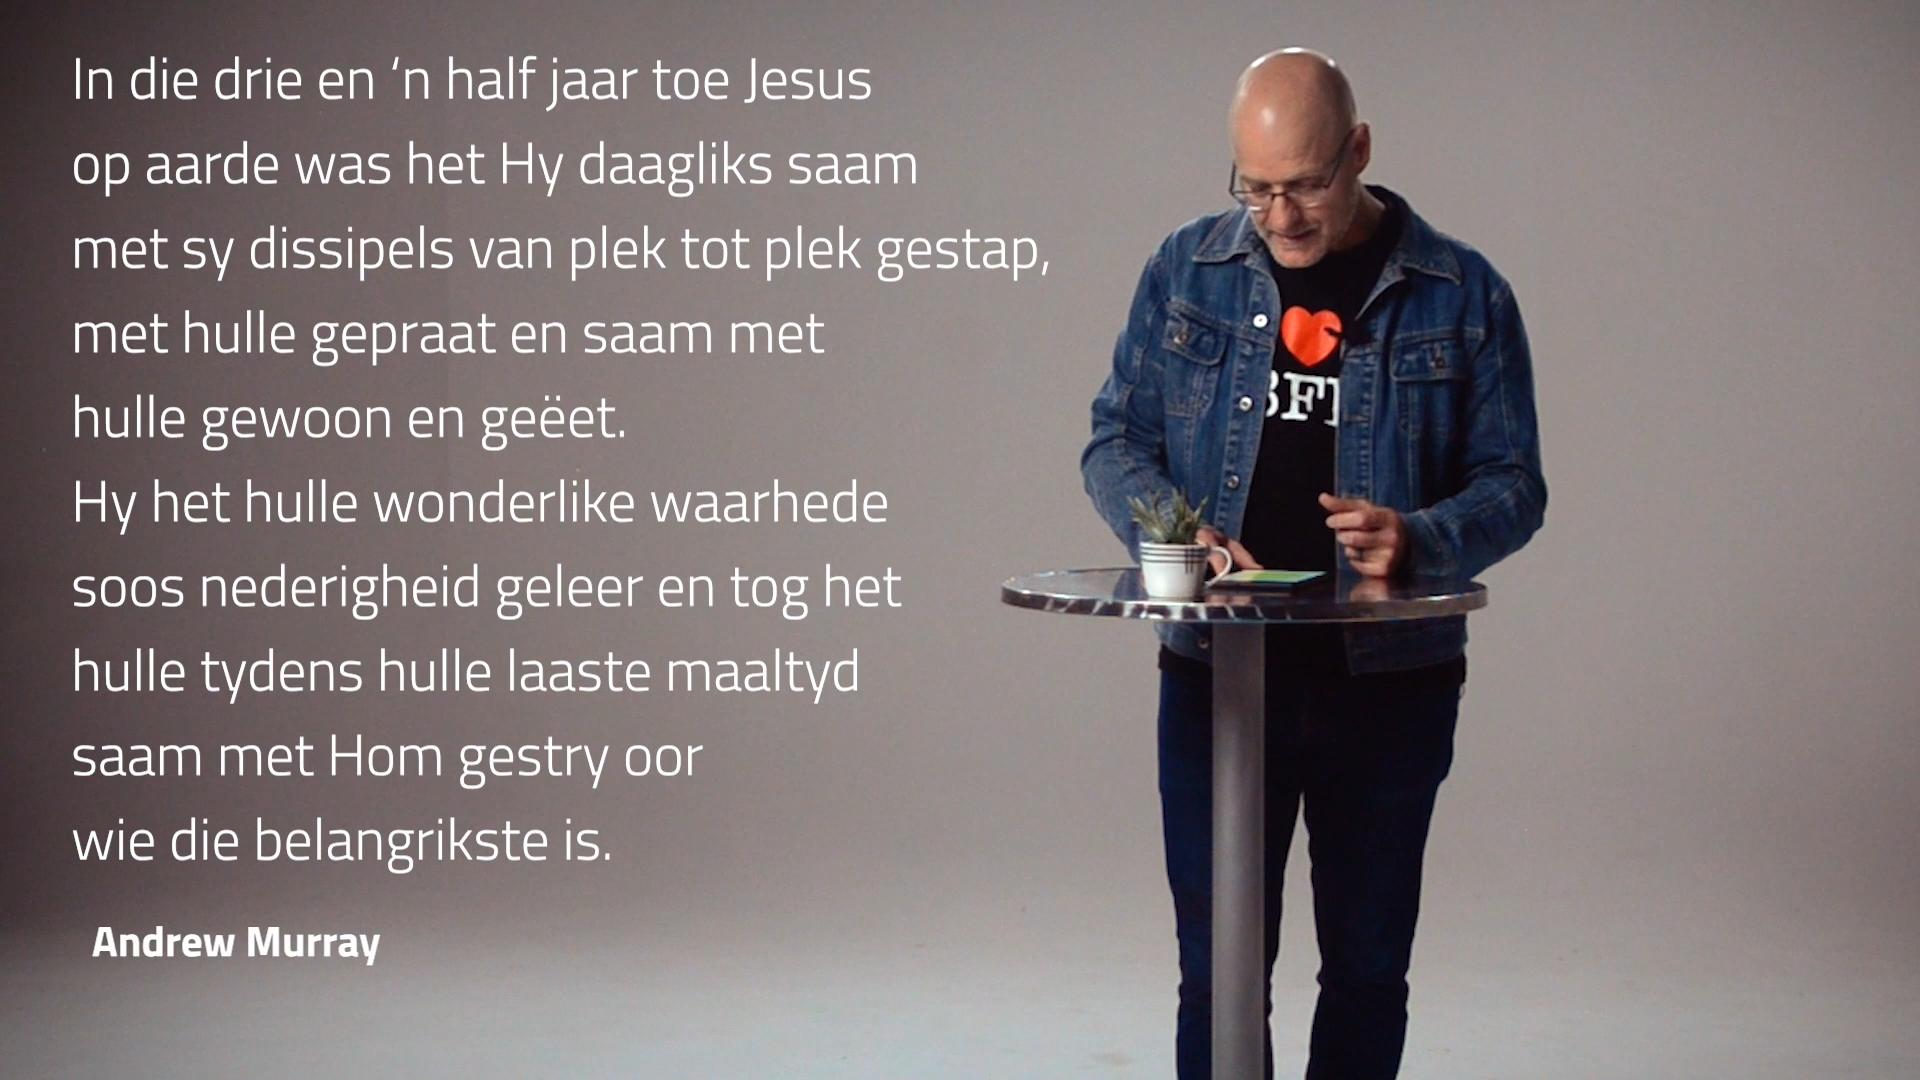 In die drie en ‘n half jaar toe Jesus
op aarde was het Hy daagliks saam
met sy dissipels van plek tot plek gestap,
met hulle gepraat en saam met
hulle gewoon en geëet.
Hy het hulle wonderlike waarhede
soos nederigheid geleer en tog het
hulle tydens hulle laaste maaltyd
saam met Hom gestry oor
wie die belangrikste is.
Andrew Murray